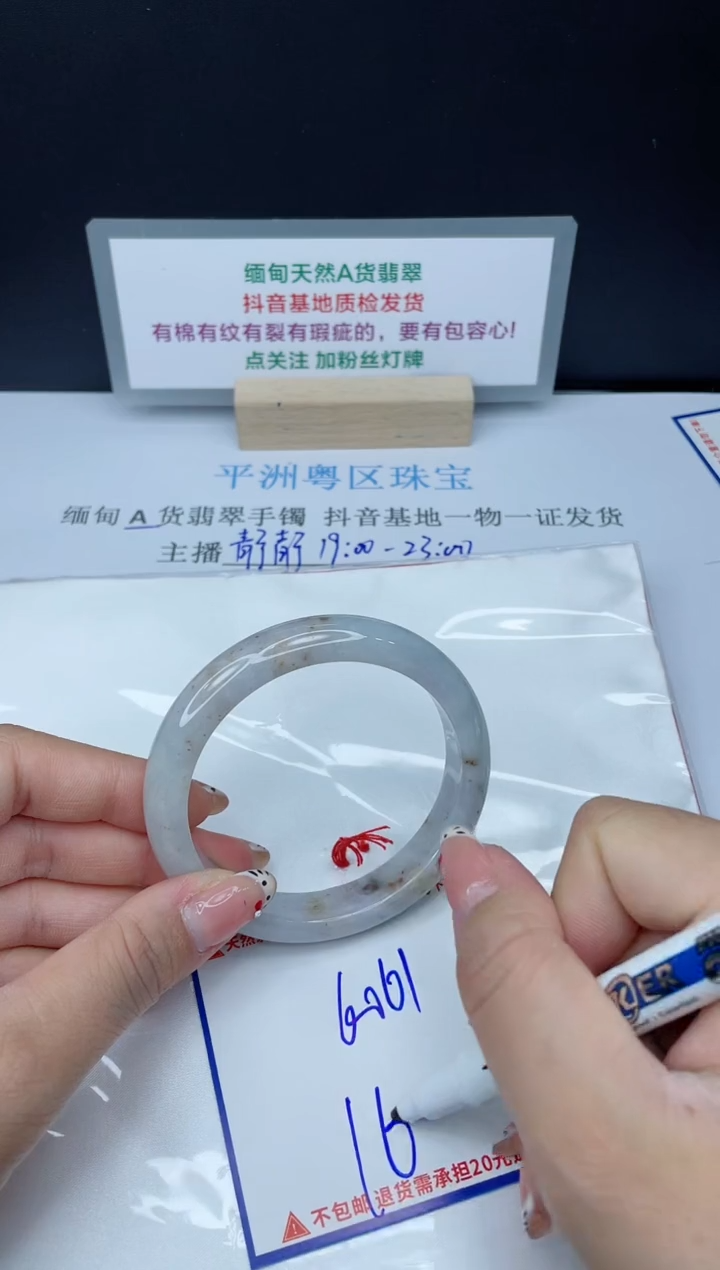 缅甸天然A货翡翠
抖音基地质检发货
有棉有纹有裂有瑕疵的，要有包容心!
点关注 加粉丝灯牌
平洲粤区珠宝
缅甸 A 货翡翠手镯 抖音基地一物一证发货
主播 静静 19:00-23:00
天然
16
不包邮 退货需承担20元